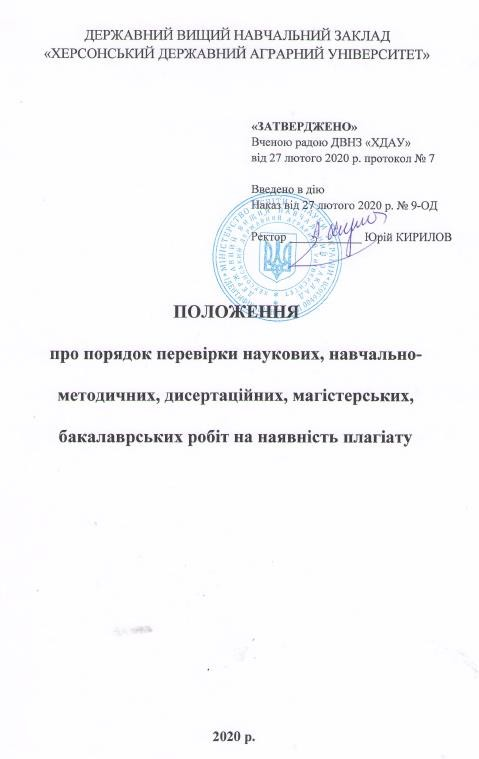 ДЕРЖАВНИЙ ВИЩИЙ НАВЧАЛЬНИЙ ЗАКЛАД
«ХЕРСОНСЬКИЙ ДЕРЖАВНИЙ АГРАРНИЙ УНІВЕРСИТЕТ»
«ЗАТВЕРДЖЕНО»
Вченою радою ДВНЗ «ХДАУ»
від 27 лютого 2020 р. протокол № 7
Введено в дію
Наказ від 27 лютого 2020 р. № 9-ОД
Ректор ____________ Юрій КИРИЛОВ
ПОЛОЖЕННЯ
про порядок перевірки наукових, навчально-
методичних, дисертаційних, магістерських,
бакалаврських робіт на наявність плагіату
2020 р.